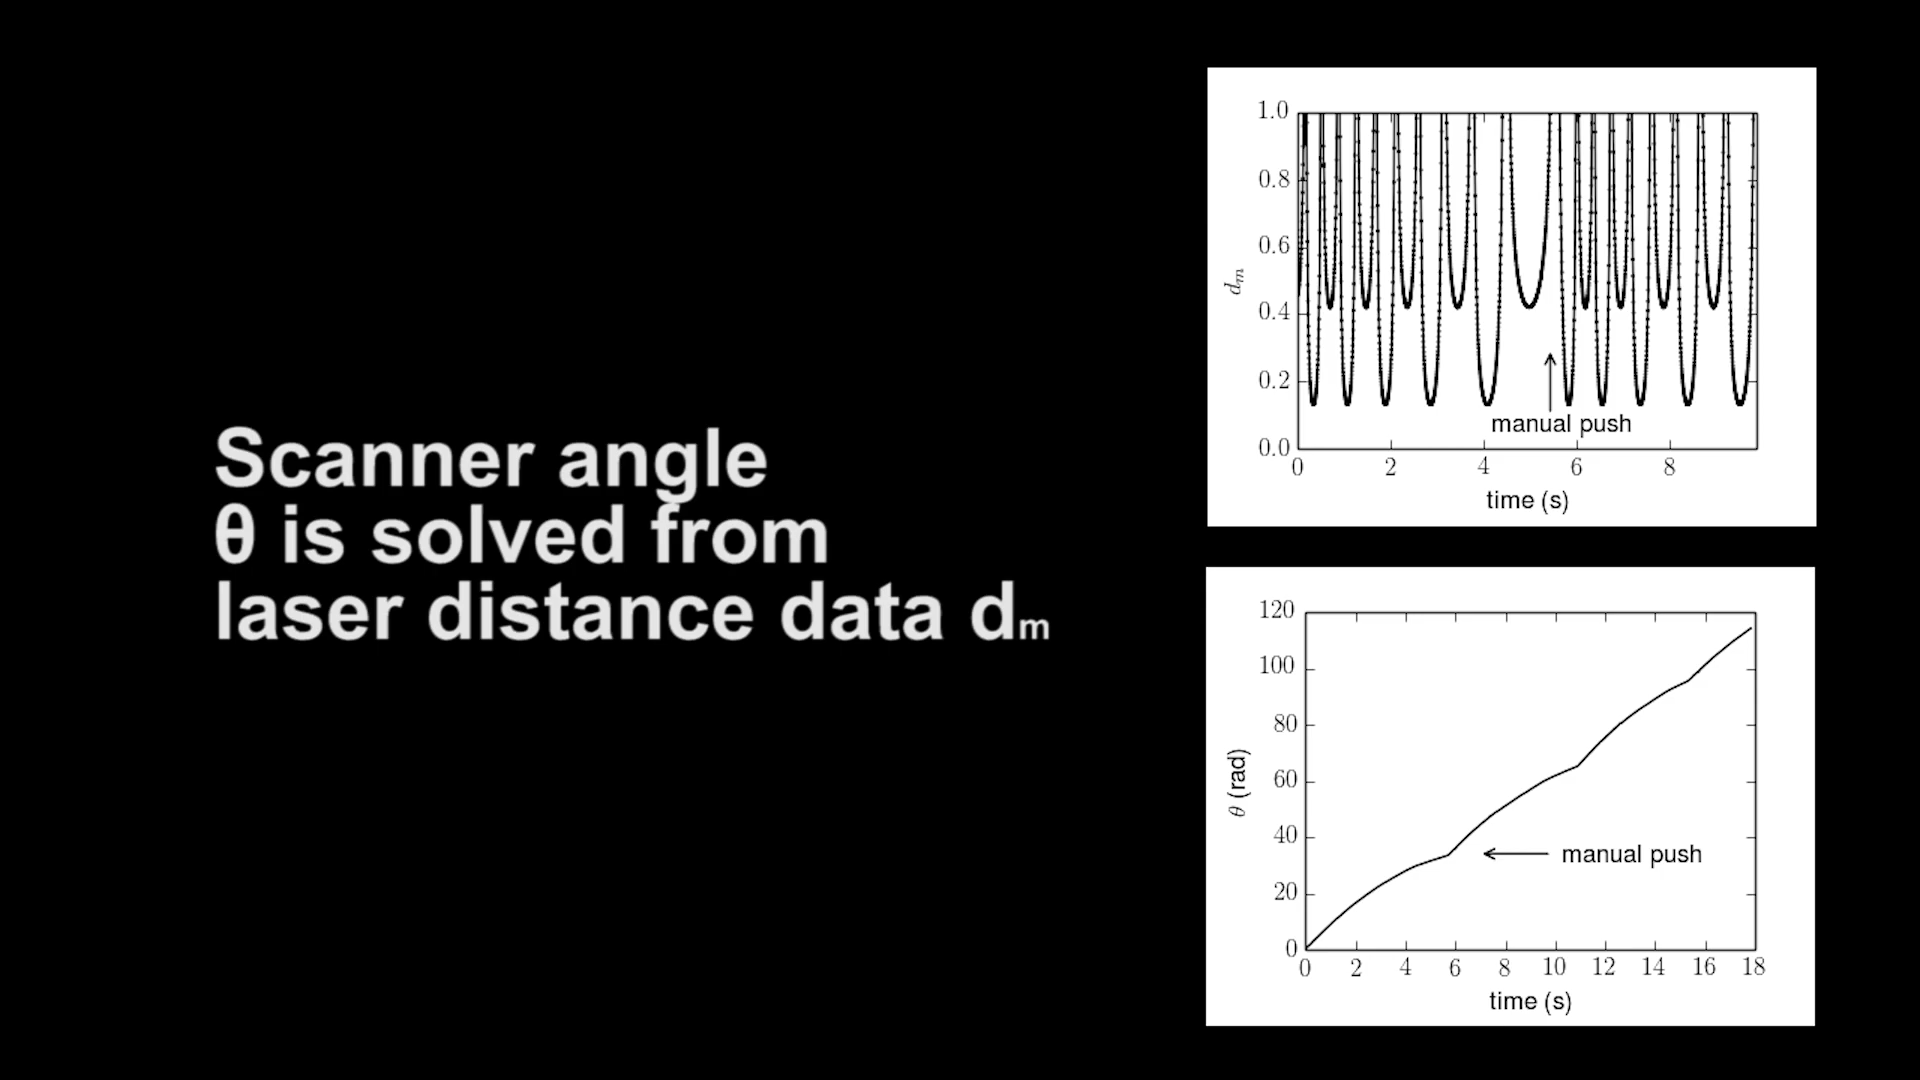 Scanner angle
θ is solved from
laser distance data dm
1.0
0.8
0.6
0.4
0.2
0.0
dm
manual push
0 2 4 6 8
time (s)
120
100
80
60
40
20
0
θ (rad)
manual push
0 2 4 6 8 10 12 14 16 18
time (s)